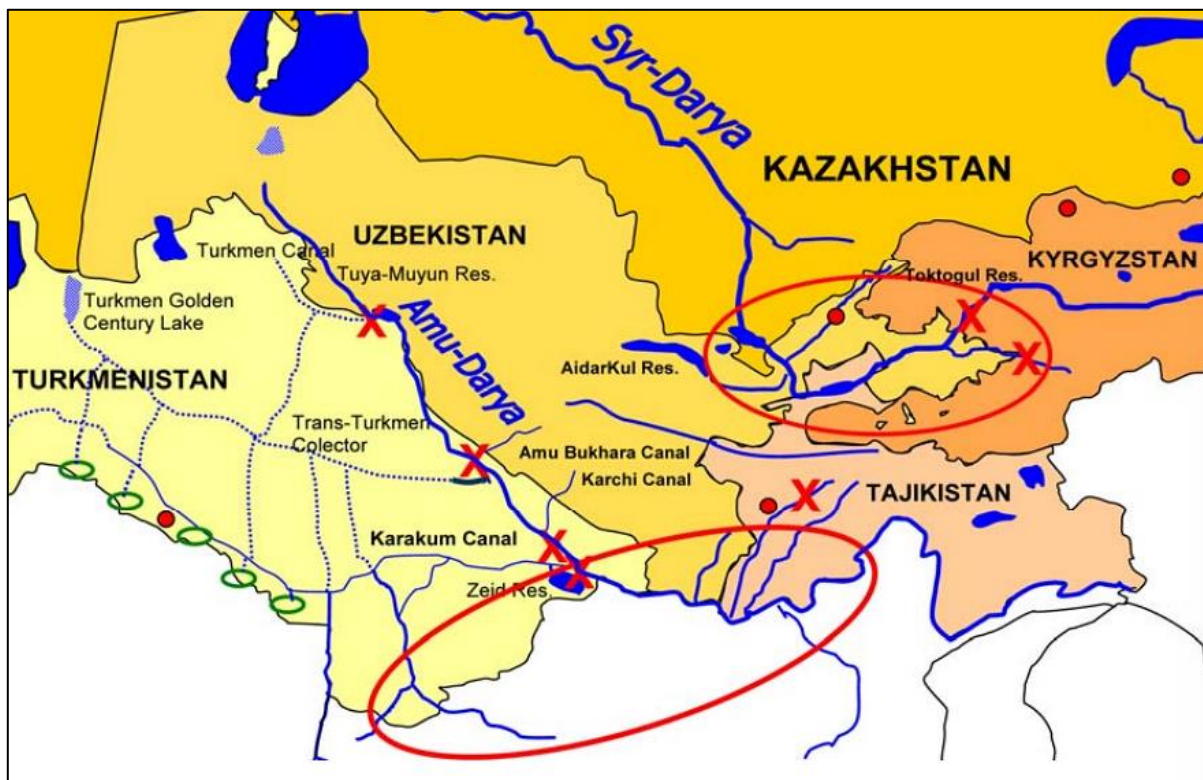 Syr-Darya
KAZAKHSTAN
UZBEKISTAN
Turkmen Canal
Tuya-Muyun Res.
Toktogul Res.
KYRGYZSTAN
Turkmen Golden
Century Lake
X
X
Amu-Darya
AidarKul Res.
X
TURKMENISTAN
Trans-Turkmen
Colector
Amu Bukhara Canal
X
Karchi Canal
X
TAJIKISTAN
Karakum Canal
X
Zeid Res.
X